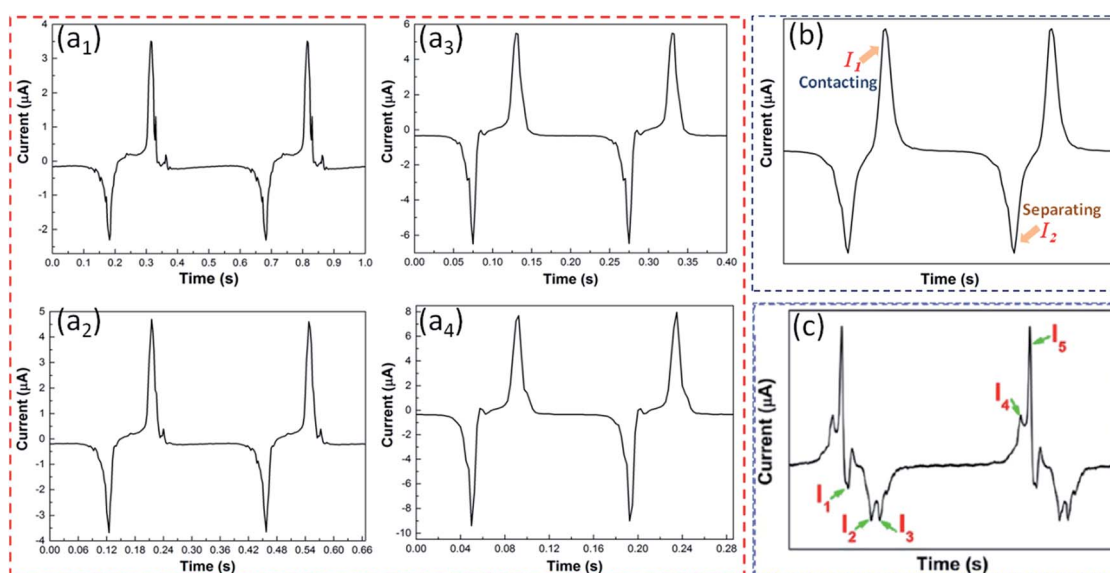 (a1)
4
3
2
1
0
-1
-2
Current (µA)
0.0 0.1 0.2 0.3 0.4 0.5 0.6 0.7 0.8 0.9 1.0
Time (s)
(a3)
6
4
2
0
-2
-4
-6
Current (µA)
0.00 0.05 0.10 0.15 0.20 0.25 0.30 0.35 0.40
Time (s)
(b)
I1
Contacting
Separating
I2
Current (µA)
Time (s)
(a2)
5
4
3
2
1
0
-1
-2
-3
-4
Current (µA)
0.00 0.06 0.12 0.18 0.24 0.30 0.36 0.42 0.48 0.54 0.60 0.66
Time (s)
(a4)
8
6
4
2
0
-2
-4
-6
-8
-10
Current (µA)
0.00 0.04 0.08 0.12 0.16 0.20 0.24 0.28
Time (s)
(c)
I5
I4
I1
I2 I3
Current (µA)
Time (s)